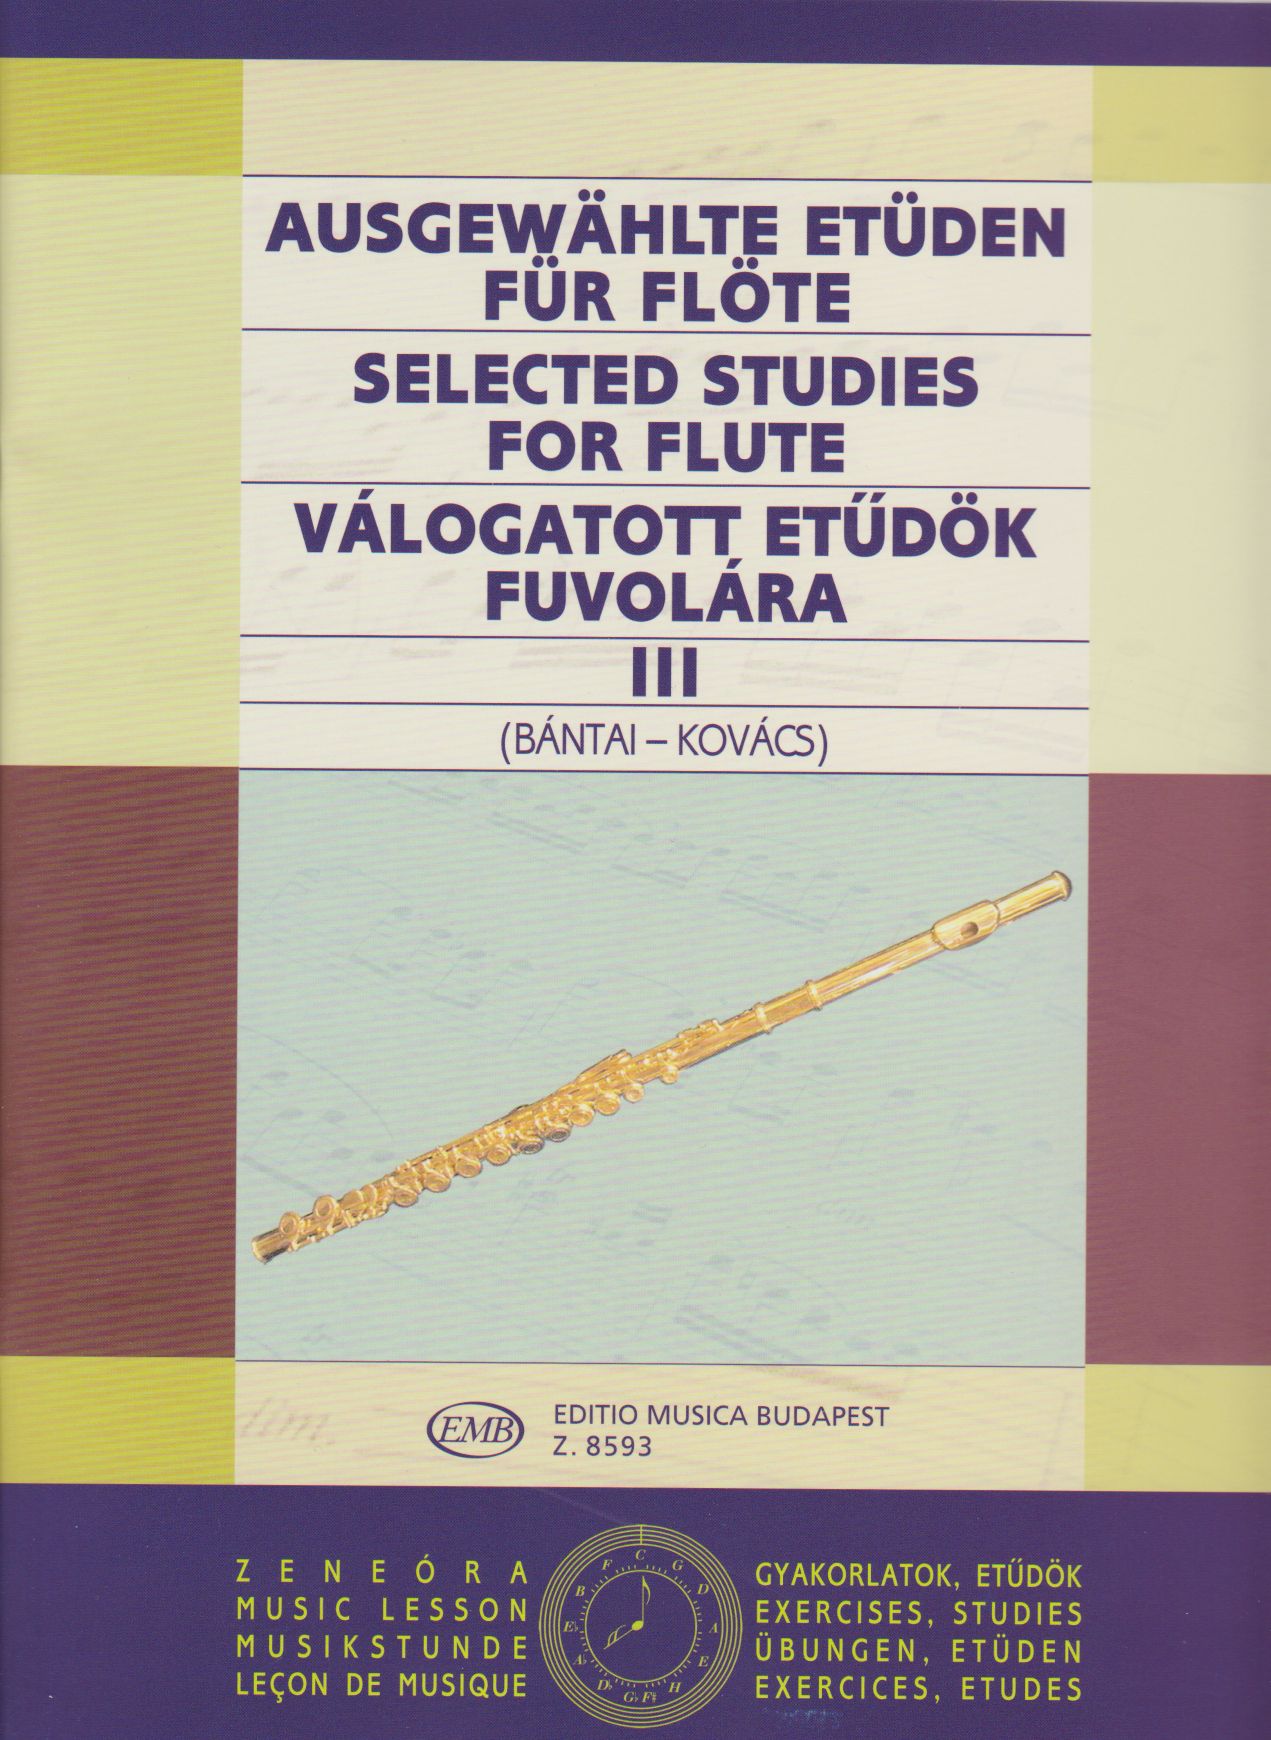 AUSGEWÄHLTE ETÜDEN
FÜR FLÖTE
SELECTED STUDIES
FOR FLUTE
VÁLOGATOTT ETŰDÖK
FUVOLÁRA
III
(BÁNTAI – KOVÁCS)
EMB
EDITIO MUSICA BUDAPEST
Z. 8593
ZENEÓRA
MUSIC LESSON
MUSIKSTUNDE
LEÇON DE MUSIQUE
C
G
D
A
E
H
G♭ F♯
D♭
A♭
E♭
B
F
GYAKORLATOK, ETŰDÖK
EXERCISES, STUDIES
ÜBUNGEN, ETÜDEN
EXERCICES, ETUDES